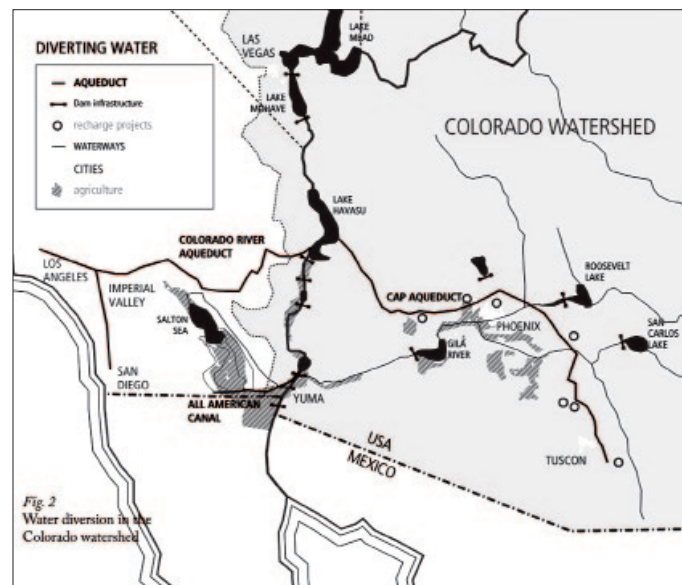 DIVERTING WATER
AQUEDUCT
Dam infrastructure
recharge projects
WATERWAYS
CITIES
agriculture
LAS
VEGAS
LAKE
MEAD
LAKE
MOHAVE
COLORADO WATERSHED
LAKE
HAVASU
COLORADO RIVER
AQUEDUCT
LOS
ANGELES
IMPERIAL
VALLEY
SALTON
SEA
CAP AQUEDUCT
ROOSEVELT
LAKE
PHOENIX
SAN
CARLOS
LAKE
GILA
RIVER
SAN
DIEGO
ALL AMERICAN
CANAL
YUMA
USA
MEXICO
TUSCON
Fig. 2
Water diversion in the
Colorado watershed